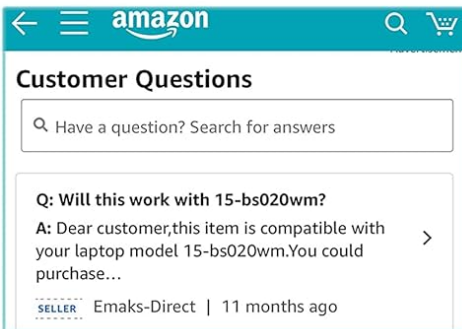 amazon
Customer Questions
Have a question? Search for answers
Q: Will this work with 15-bs020wm?
A: Dear customer,this item is compatible with
your laptop model 15-bs020wm.You could
purchase...
SELLER Emaks-Direct | 11 months ago